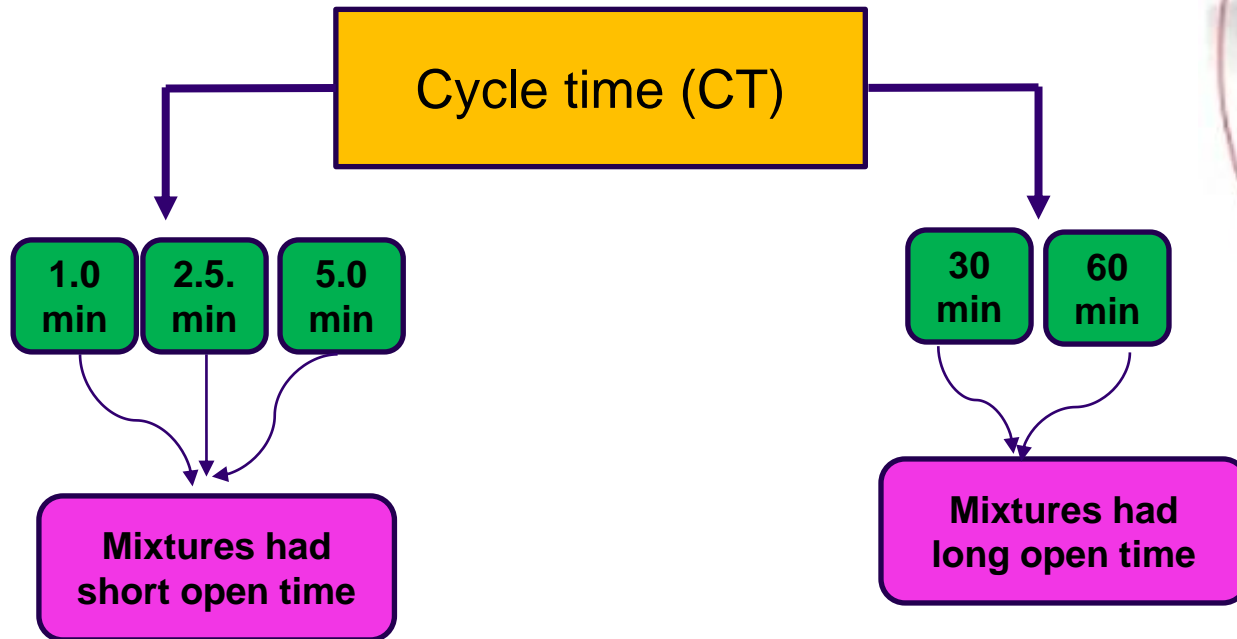 Cycle time (CT)
1.0
min
2.5.
min
5.0
min
30
min
60
min
Mixtures had
short open time
Mixtures had
long open time